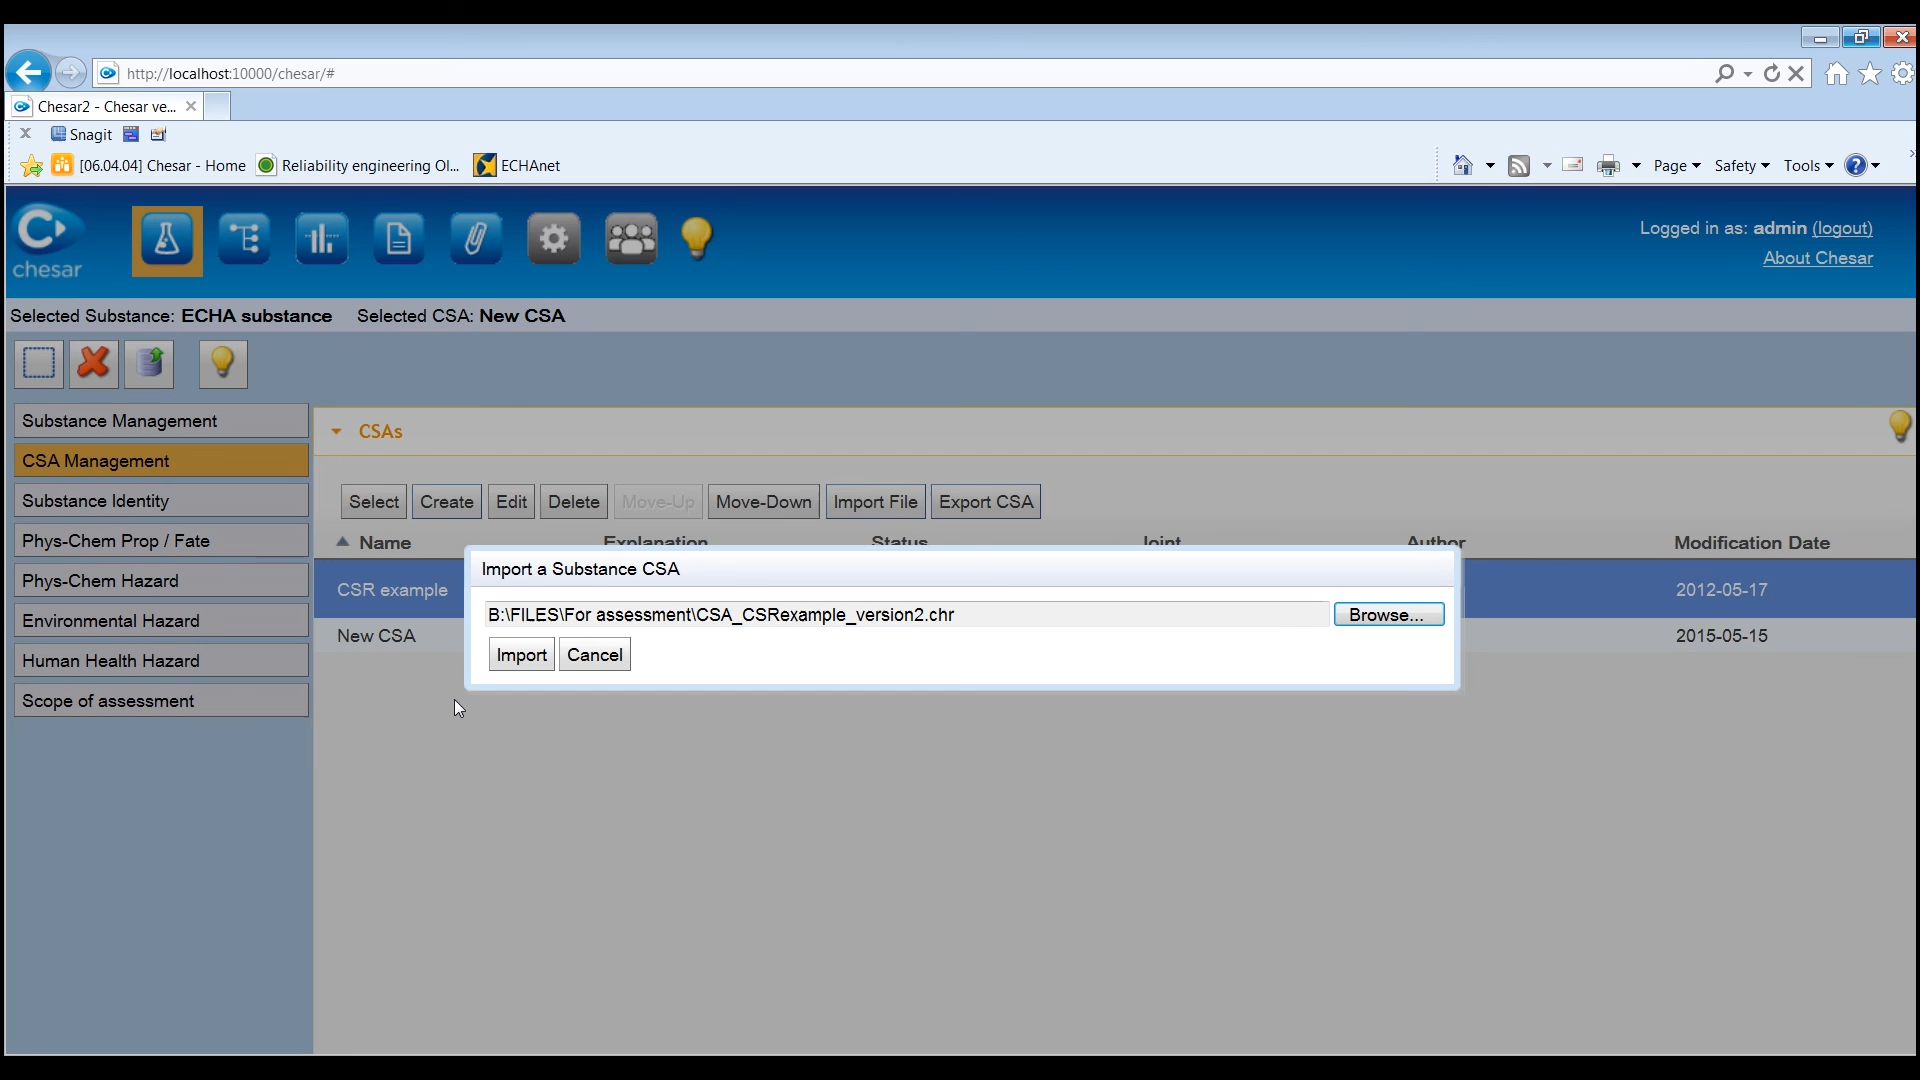 http://localhost:10000/chesar/#
Chesar2 - Chesar ve...
Snagit
[06.04.04] Chesar - Home Reliability engineering Ol... ECHAnet Page Safety Tools
chesar
Logged in as: admin (logout)
About Chesar
Selected Substance: ECHA substance Selected CSA: New CSA
Substance Management
CSA Management
Substance Identity
Phys-Chem Prop / Fate
Phys-Chem Hazard
Environmental Hazard
Human Health Hazard
Scope of assessment
CSAs
Select Create Edit Delete Move-Up Move-Down Import File Export CSA
Name Explanation Status Joint Author Modification Date
CSR example 2012-05-17
New CSA 2015-05-15
Import a Substance CSA
B:\FILES\For assessment\CSA_CSRexample_version2.chr Browse...
Import Cancel